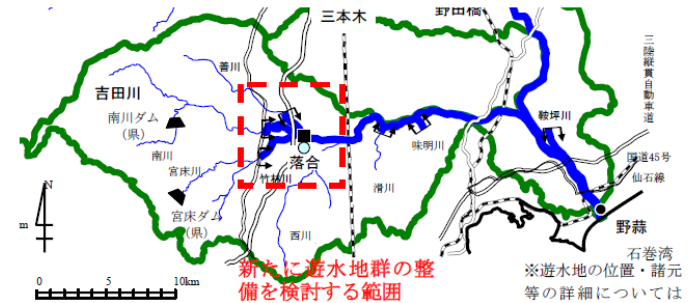 三本木
野田橋
三陸縦貫自動車道
善川
吉田川
南川ダム
（県）
鞍坪川
味明川
国道45号
南川
落合
仙石線
宮床川
竹林川
滑川
宮床ダム
（県）
西川
野蒜
石巻湾
N
m
新たに遊水地群の整
備を検討する範囲
※遊水地の位置・諸元
等の詳細については
0 5 10km